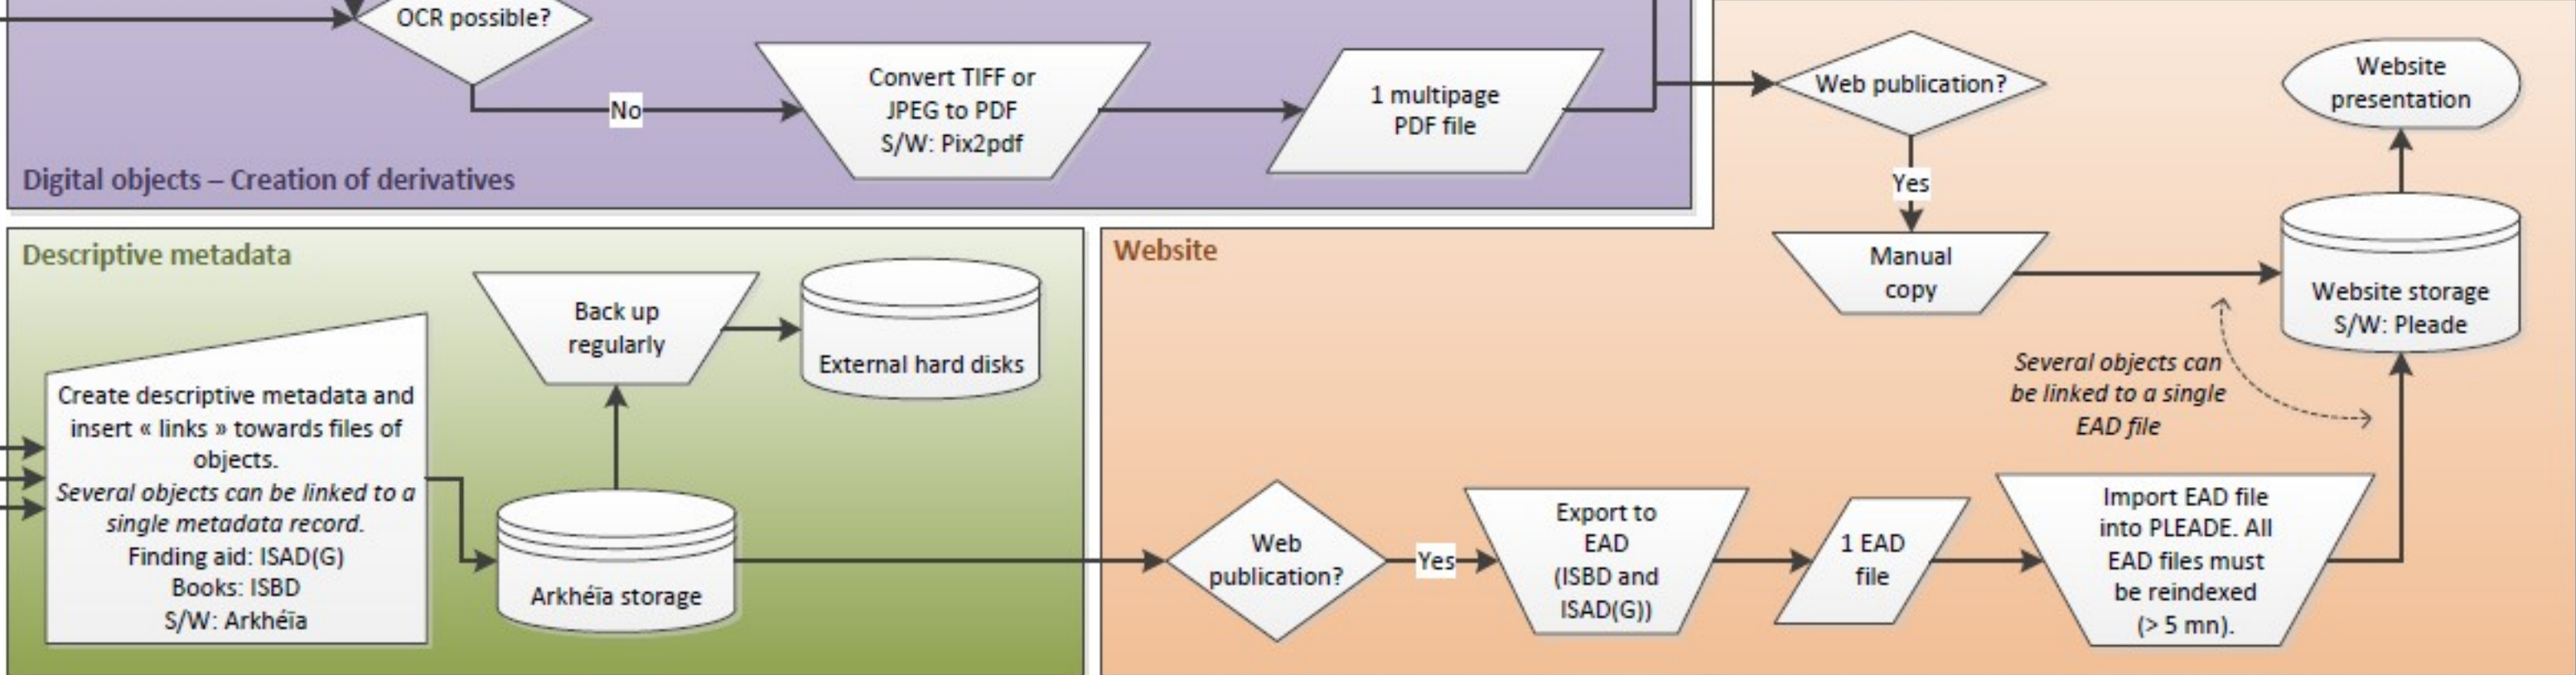 OCR possible?
No
Convert TIFF or
JPEG to PDF
S/W: Pix2pdf
1 multipage
PDF file
Digital objects – Creation of derivatives
Web publication?
Yes
Manual
copy
Website
presentation
Website storage
S/W: Pleade
Several objects can
be linked to a single
EAD file
Descriptive metadata
Create descriptive metadata and
insert « links » towards files of
objects.
Several objects can be linked to a
single metadata record.
Finding aid: ISAD(G)
Books: ISBD
S/W: Arkhéïa
Back up
regularly
External hard disks
Arkhéïa storage
Website
Web
publication?
Yes
Export to
EAD
(ISBD and
ISAD(G))
1 EAD
file
Import EAD file
into PLEADE. All
EAD files must
be reindexed
(> 5 mn).